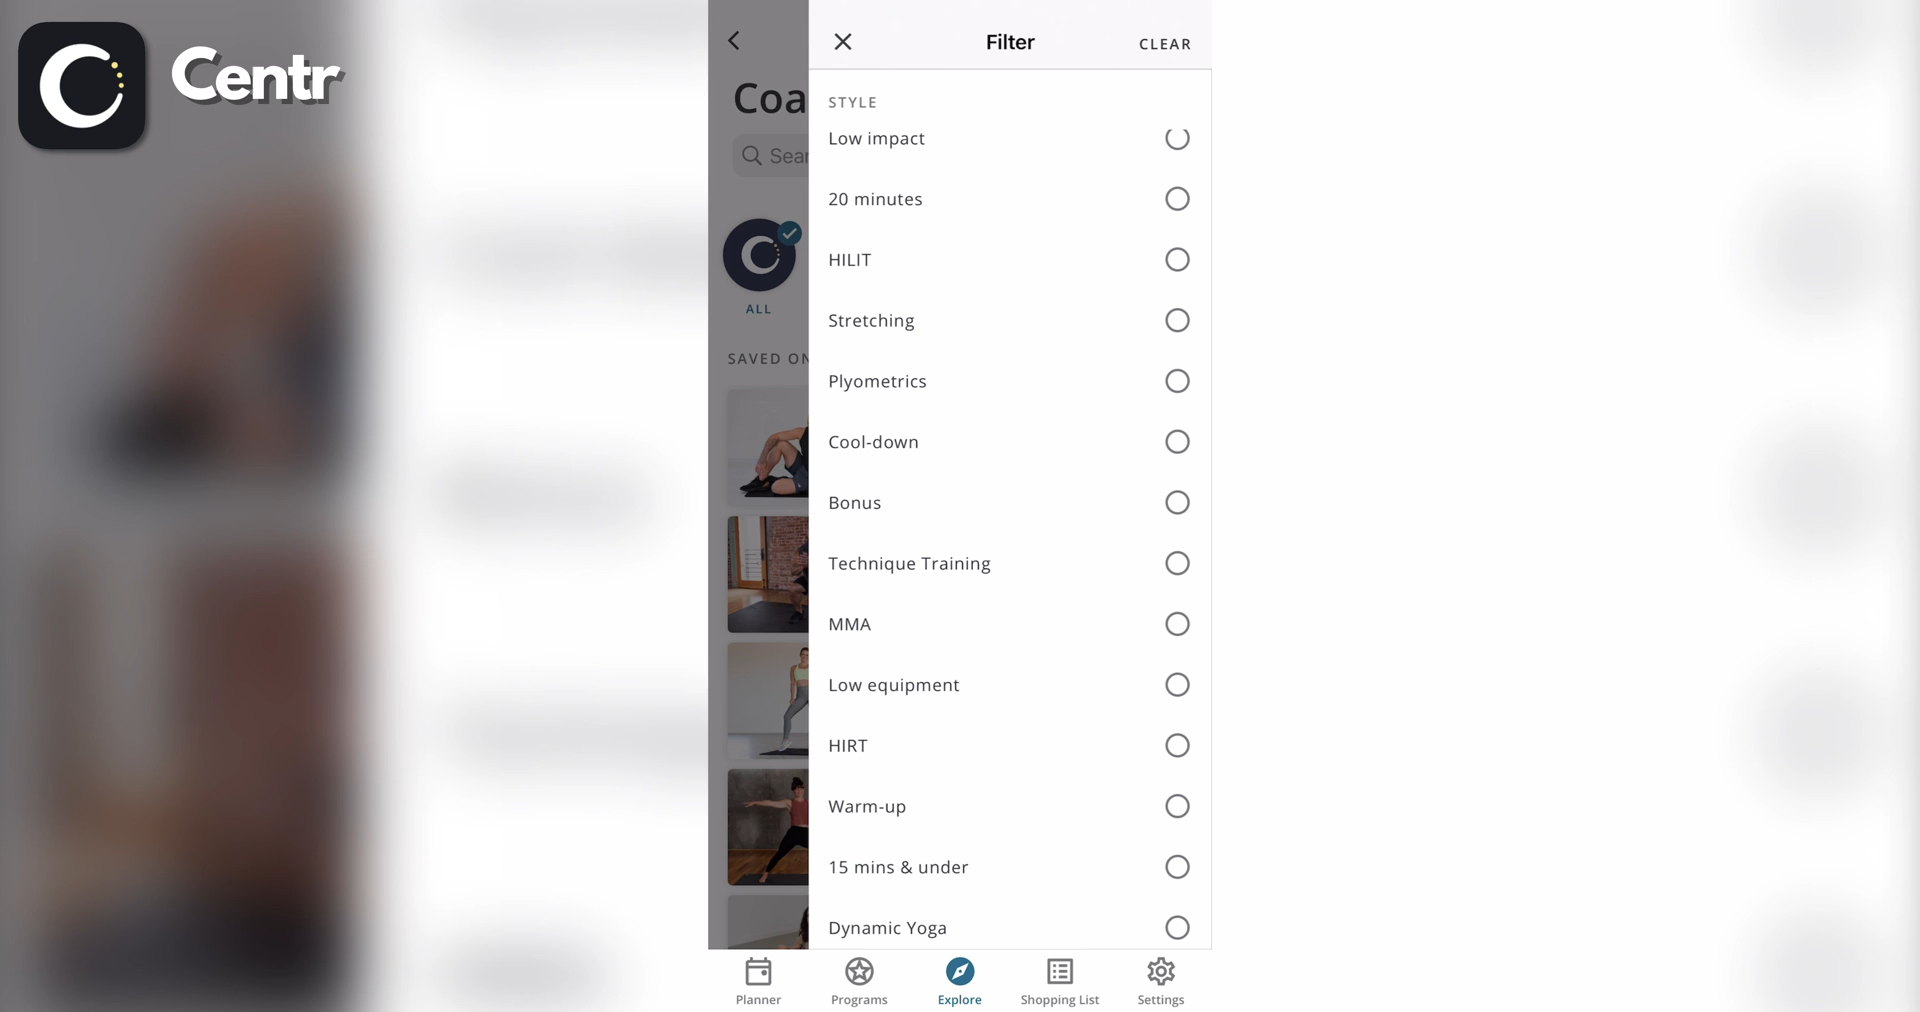 Centr
Filter
CLEAR
Coa
Sear
ALL
SAVED ON
STYLE
Low impact
20 minutes
HILIT
Stretching
Plyometrics
Cool-down
Bonus
Technique Training
MMA
Low equipment
HIRT
Warm-up
15 mins & under
Dynamic Yoga
Planner
Programs
Explore
Shopping List
Settings